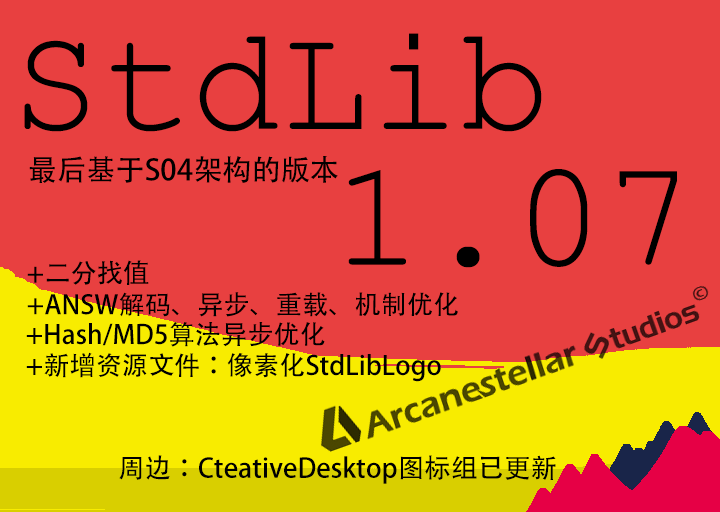 StdLib
最后基于S04架构的版本
1.07
+二分找值
+ANSW解码、异步、重载、机制优化
+Hash/MD5算法异步优化
+新增资源文件：像素化StdLibLogo
Arcanestellar Studios©
周边：CteativeDesktop图标组已更新